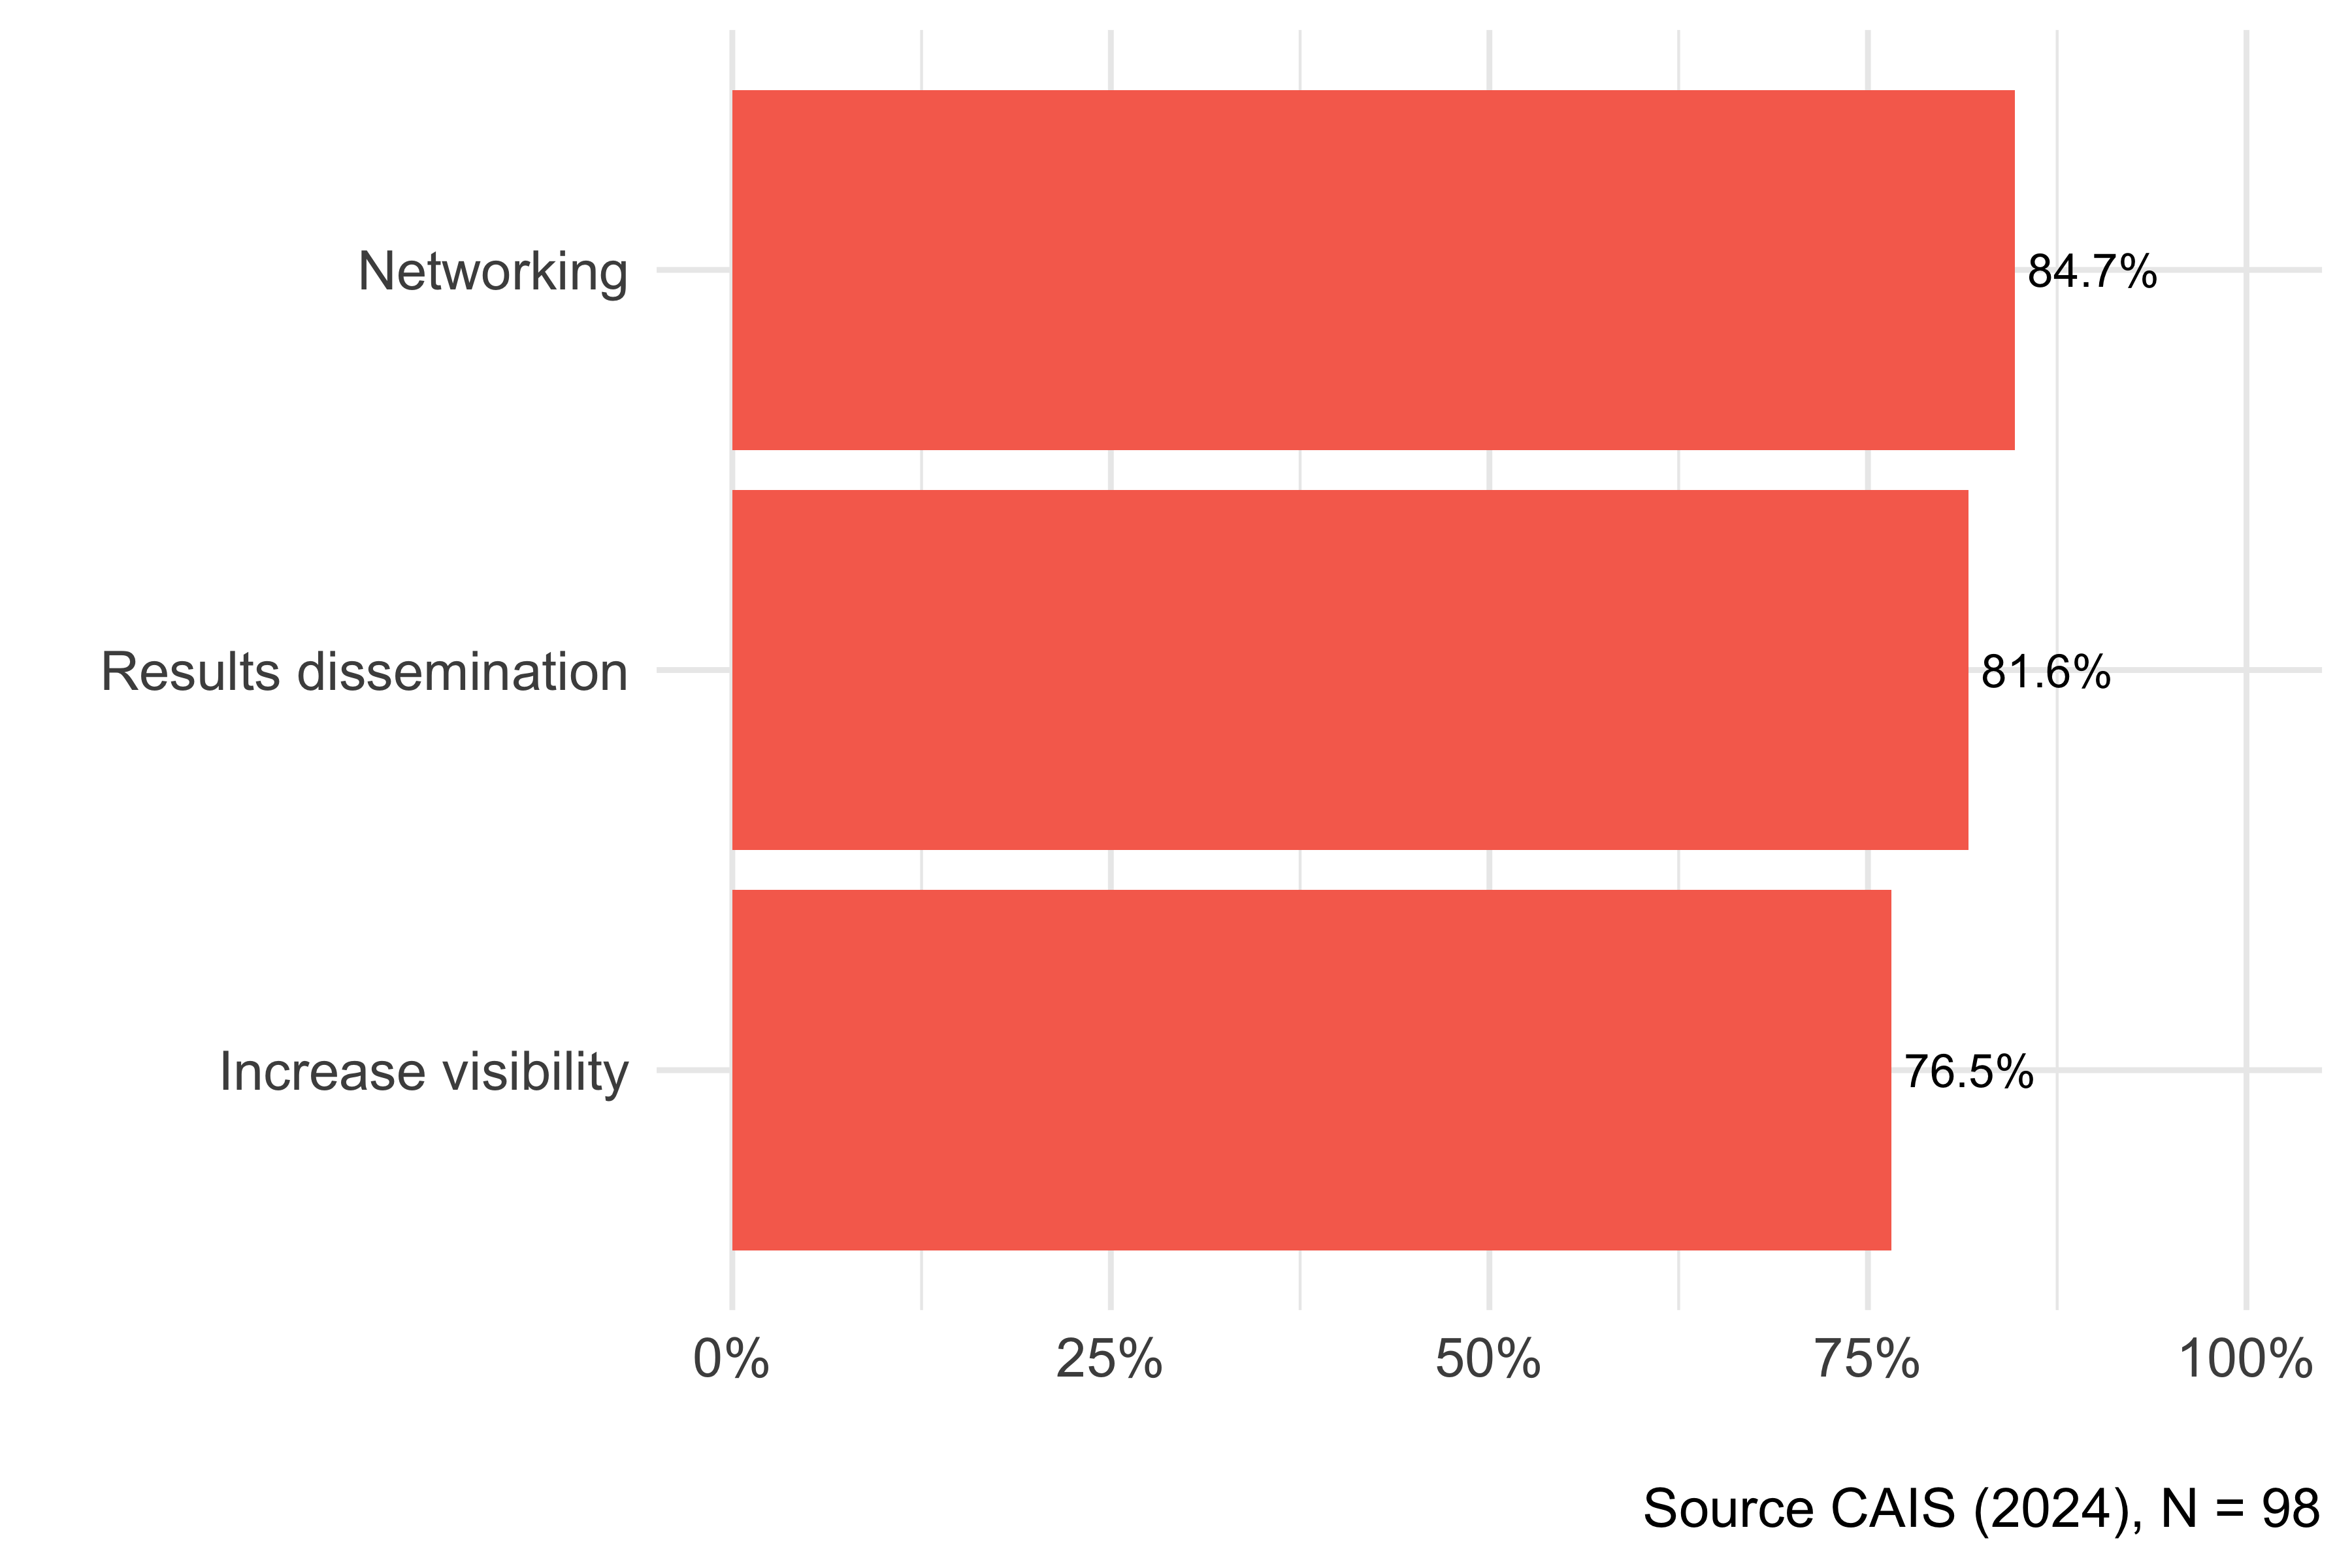 Networking
84.7%
Results dissemination
81.6%
Increase visibility
76.5%
0% 25% 50% 75% 100%
Source CAIS (2024), N = 98